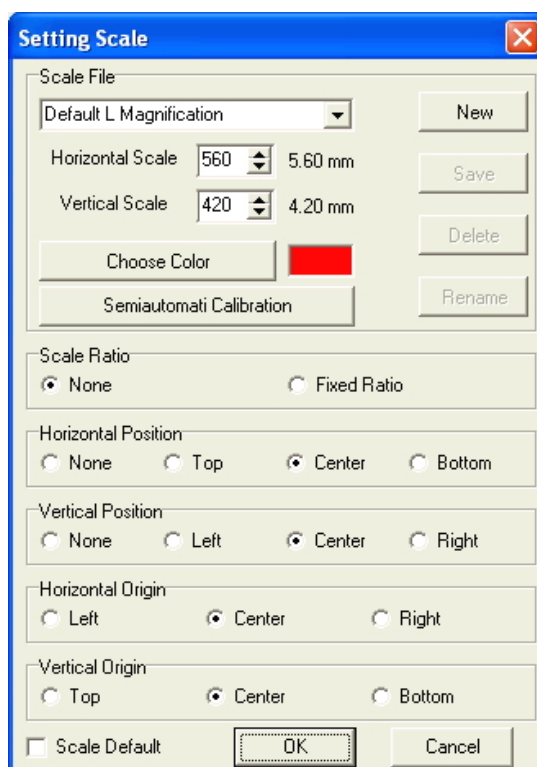 Setting Scale
Scale File
Default L Magnification
New
Horizontal Scale 560 5.60 mm
Save
Vertical Scale 420 4.20 mm
Delete
Choose Color
Rename
Semiautomati Calibration
Scale Ratio
None Fixed Ratio
Horizontal Position
None Top Center Bottom
Vertical Position
None Left Center Right
Horizontal Origin
Left Center Right
Vertical Origin
Top Center Bottom
Scale Default OK Cancel